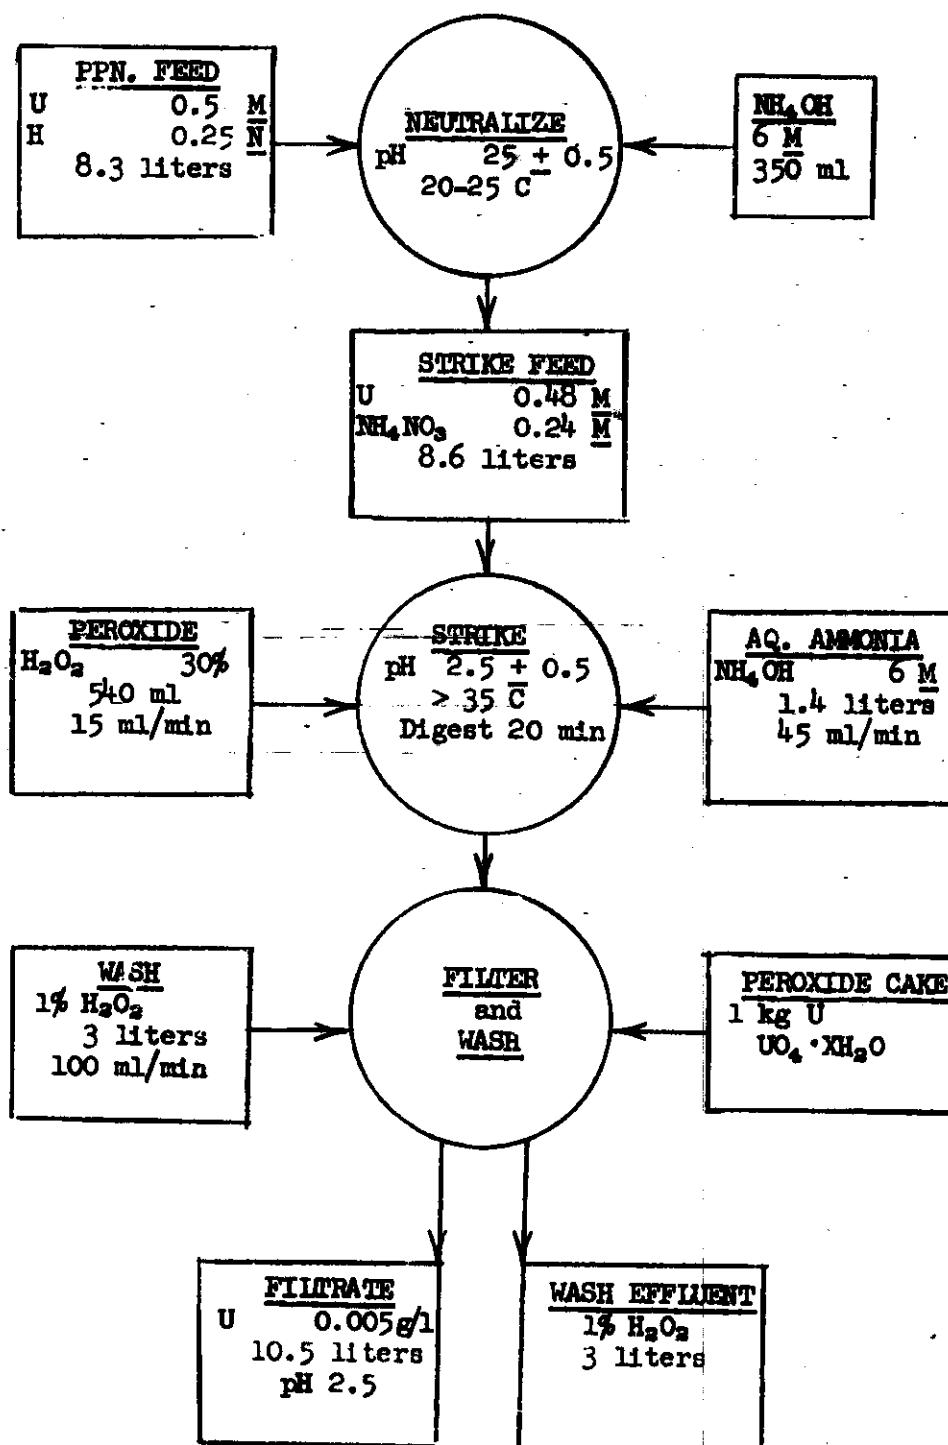 PPN. FEED
U 0.5 M
H 0.25 N
8.3 liters
NEUTRALIZE
pH 25 ± 0.5
20-25 C
NH₄OH
6 M
350 ml
STRIKE FEED
U 0.48 M
NH₄NO₃ 0.24 M
8.6 liters
PEROXIDE
H₂O₂ 30%
540 ml
15 ml/min
STRIKE
pH 2.5 ± 0.5
> 35 C
Digest 20 min
AQ. AMMONIA
NH₄OH 6 M
1.4 liters
45 ml/min
WASH
1% H₂O₂
3 liters
100 ml/min
FILTER
and
WASH
PEROXIDE CAKE
1 kg U
UO₄·XH₂O
FILTRATE
U 0.005g/l
10.5 liters
pH 2.5
WASH EFFLUENT
1% H₂O₂
3 liters